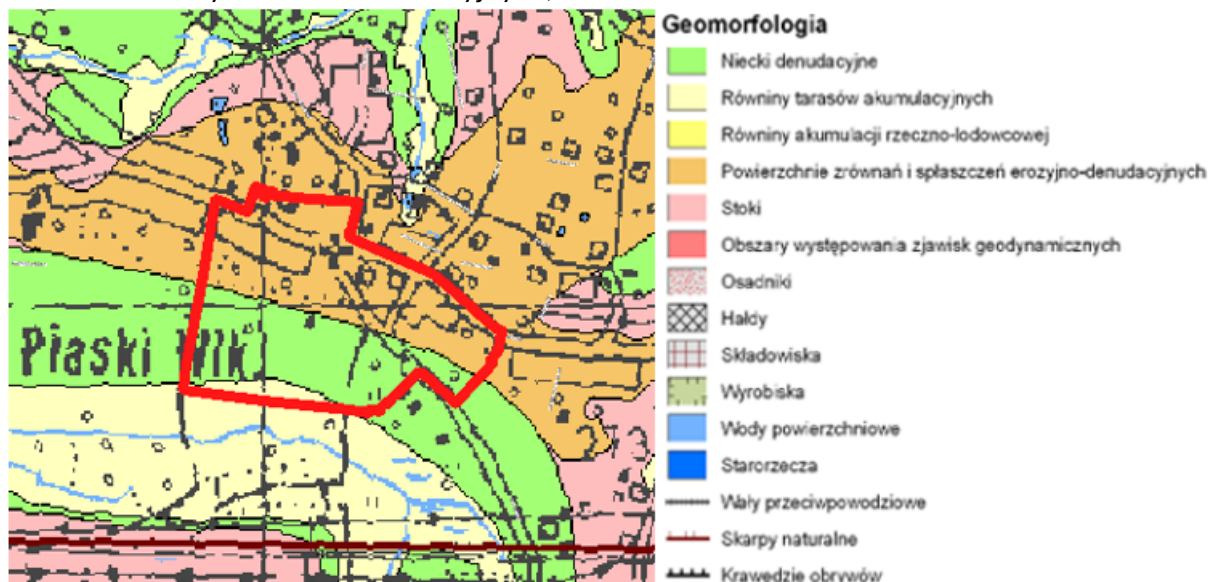 Geomorfologia
Niecki denudacyjne
Równiny tarasów akumulacyjnych
Równiny akumulacji rzeczno-lodowcowej
Powierzchnie zrównań i spłaszczeń erozyjno-denudacyjnych
Stoki
Obszary występowania zjawisk geodynamicznych
Osadniki
Hałdy
Składowiska
Wyrobiska
Wody powierzchniowe
Starorzecza
Wały przeciwpowodziowe
Skarpy naturalne
Krawędzie obrywów
Piaski Wlk.